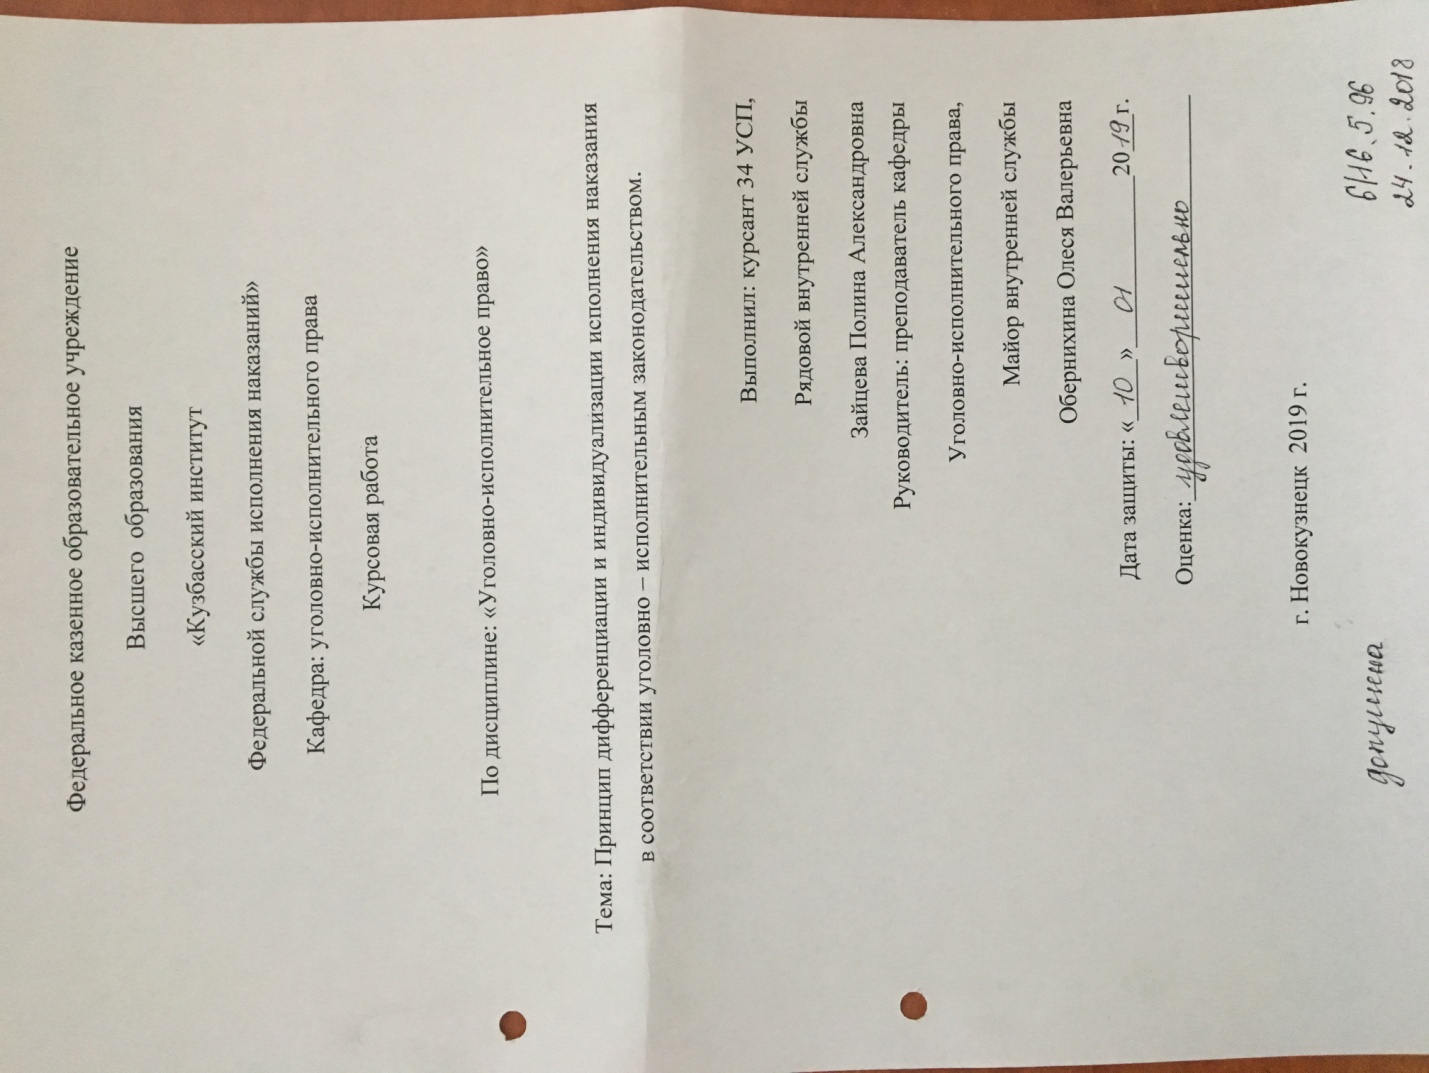 Федеральное казенное образовательное учреждение
Высшего образования
«Кузбасский институт
Федеральной службы исполнения наказаний»
Кафедра: уголовно-исполнительного права
Курсовая работа
По дисциплине: «Уголовно-исполнительное право»
Тема: Принцип дифференциации и индивидуализации исполнения наказания
в соответствии уголовно – исполнительным законодательством.
Выполнил: курсант 34 УСП,
Рядовой внутренней службы
Зайцева Полина Александровна
Руководитель: преподаватель кафедры
Уголовно-исполнительного права,
Майор внутренней службы
Обернихина Олеся Валерьевна
Дата защиты: «10» 01 2019 г.
Оценка: удовлетворительно
г. Новокузнецк 2019 г.
допущена
24.12.2018